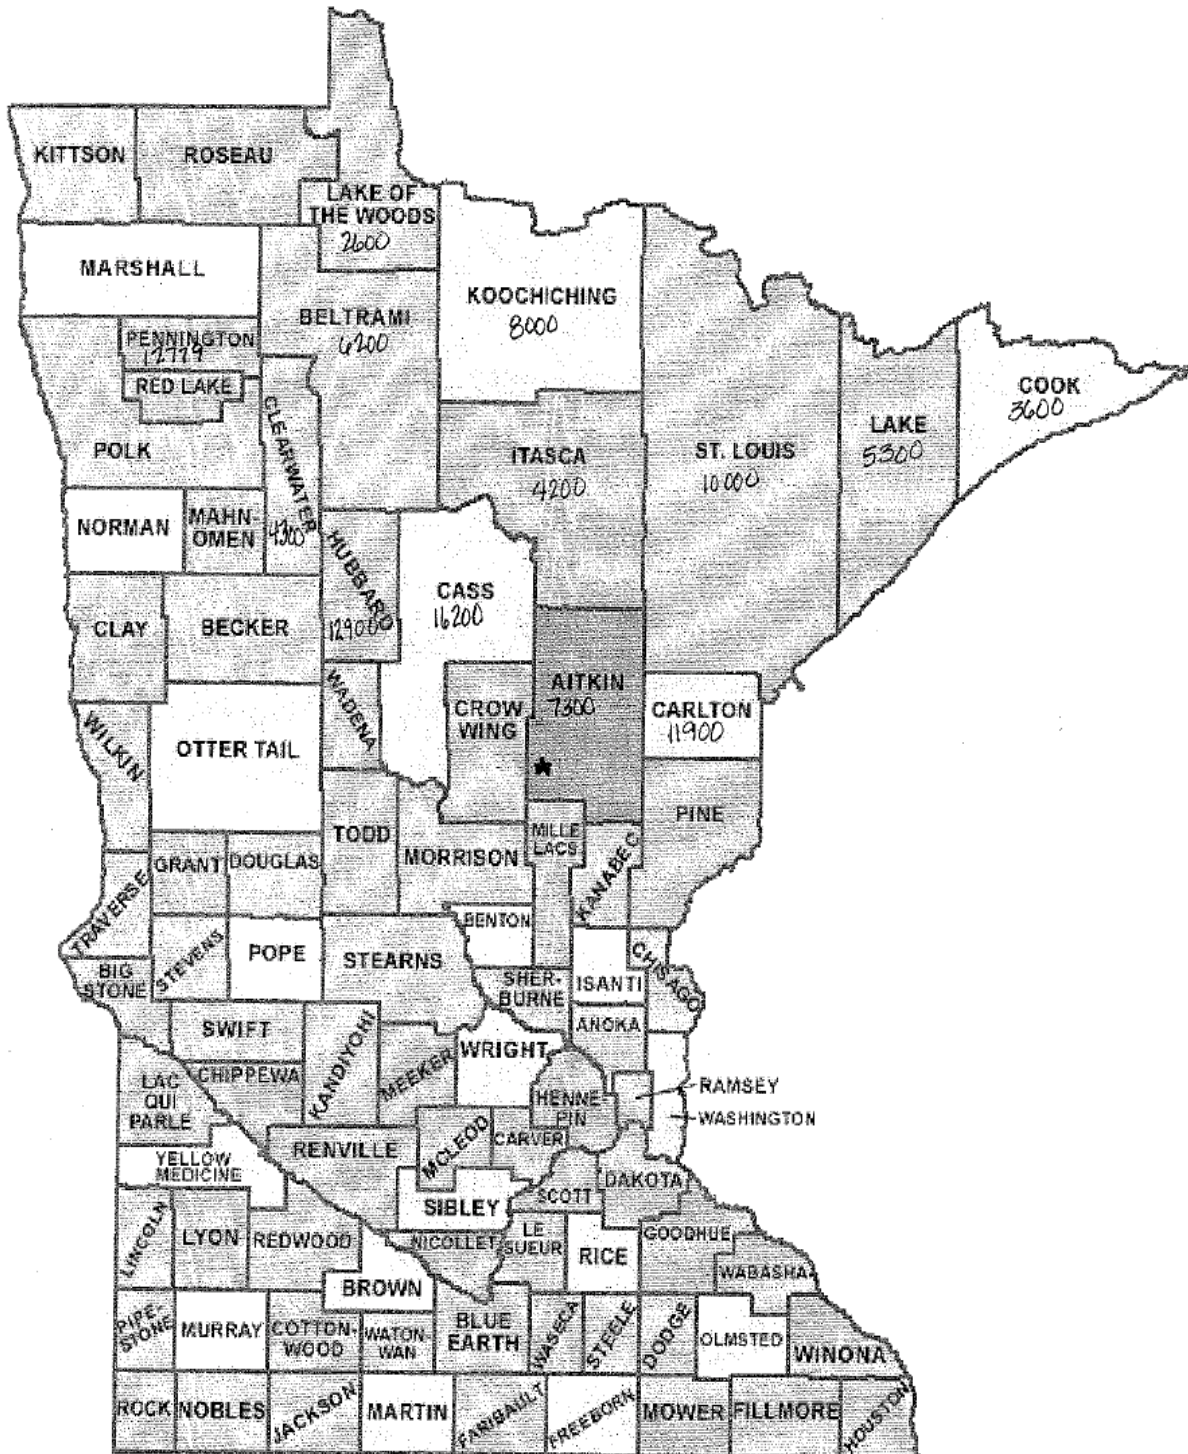 KITTSON
ROSEAU
LAKE OF
THE WOODS
2600
MARSHALL
KOOCHICHING
8000
BELTRAMI
6200
PENNINGTON
12779
RED LAKE
COOK
3600
CLEARWATER
4300
LAKE
5300
POLK
ITASCA
4200
ST. LOUIS
10000
NORMAN
MAHN-
OMEN
HUBBARD
129000
CASS
16200
CLAY
BECKER
AITKIN
7300
WADENA
CROW
WING
CARLTON
11900
WILKIN
OTTER TAIL
PINE
TODD
MILLE
LACS
MORRISON
KANABEC
GRANT
DOUGLAS
TRAVERSE
BENTON
STEVENS
POPE
STEARNS
CHISAGO
BIG
STONE
SHER-
BURNE
ISANTI
SWIFT
ANOKA
KANDIYOHI
WRIGHT
MEEKER
CHIPPEWA
LAC
QUI
PARLE
RAMSEY
HENNE-
PIN
WASHINGTON
RENVILLE
MCLEOD
CARVER
YELLOW
MEDICINE
DAKOTA
SCOTT
SIBLEY
LINCOLN
LYON
REDWOOD
NICOLLET
LE
SUEUR
RICE
GOODHUE
WABASHA
BROWN
PIPE-
STONE
MURRAY
COTTON-
WOOD
WATON-
WAN
BLUE
EARTH
WASECA
STEELE
DODGE
OLMSTED
WINONA
ROCK
NOBLES
JACKSON
MARTIN
FARIBAULT
FREEBORN
MOWER
FILLMORE
HOUSTON